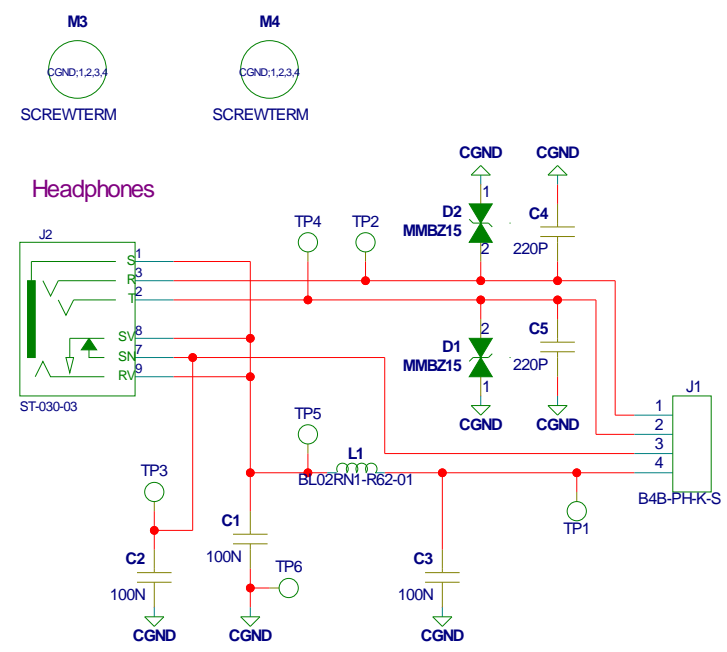 M3
M4
CGND;1,2,3,4
CGND;1,2,3,4
SCREWTERM
SCREWTERM
Headphones
CGND
CGND
J2
1
TP4
TP2
D2
MMBZ15
2
C4
220P
S 1
R 3
T 2
SV 8
SN 7
RV 9
ST-030-03
2
D1
MMBZ15
1
C5
220P
CGND
CGND
J1
1
2
3
4
B4B-PH-K-S
TP5
L1
BL02RN1-R62-01
TP3
TP1
C1
100N
C2
100N
TP6
C3
100N
CGND
CGND
CGND